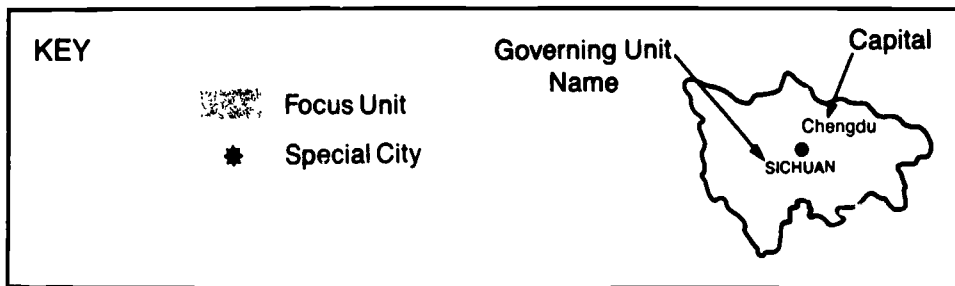 KEY
Focus Unit
Special City
Governing Unit
Name
Capital
Chengdu
SICHUAN